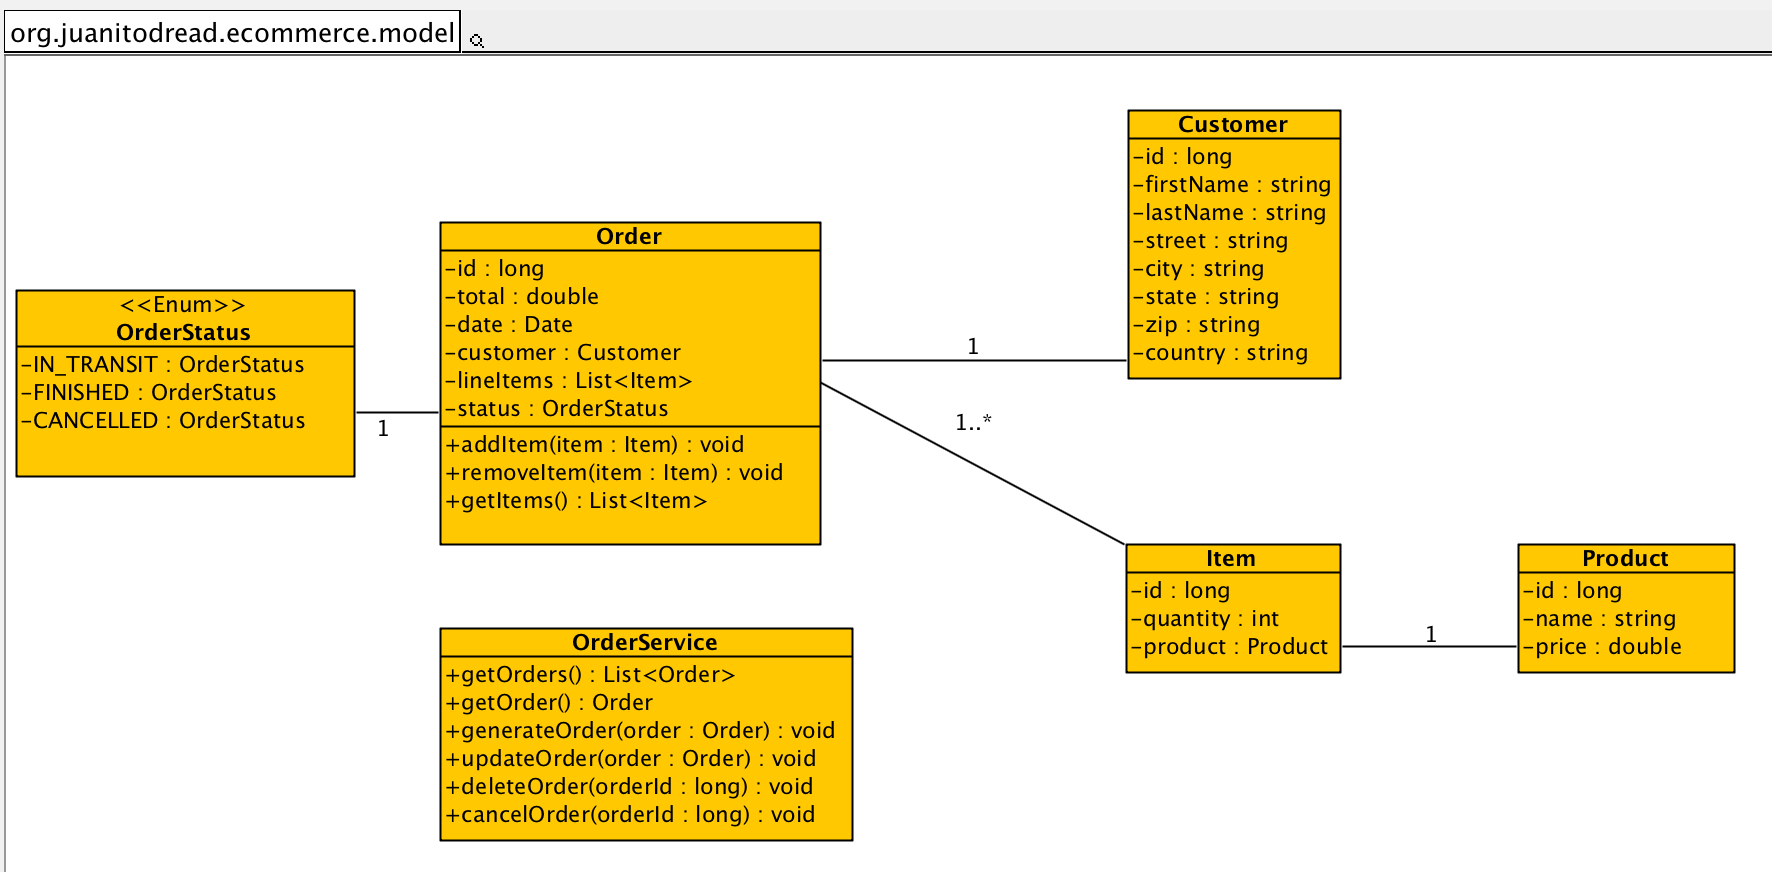 org.juanitodread.ecommerce.model
Customer
-id : long
-firstName : string
-lastName : string
-street : string
-city : string
-state : string
-zip : string
-country : string
Order
-id : long
-total : double
-date : Date
-customer : Customer
-lineItems : List<Item>
-status : OrderStatus
+addItem(item : Item) : void
+removeItem(item : Item) : void
+getItems() : List<Item>
<<Enum>>
OrderStatus
-IN_TRANSIT : OrderStatus
-FINISHED : OrderStatus
-CANCELLED : OrderStatus
1
1
1..*
Item
-id : long
-quantity : int
-product : Product
1
Product
-id : long
-name : string
-price : double
OrderService
+getOrders() : List<Order>
+getOrder() : Order
+generateOrder(order : Order) : void
+updateOrder(order : Order) : void
+deleteOrder(orderId : long) : void
+cancelOrder(orderId : long) : void